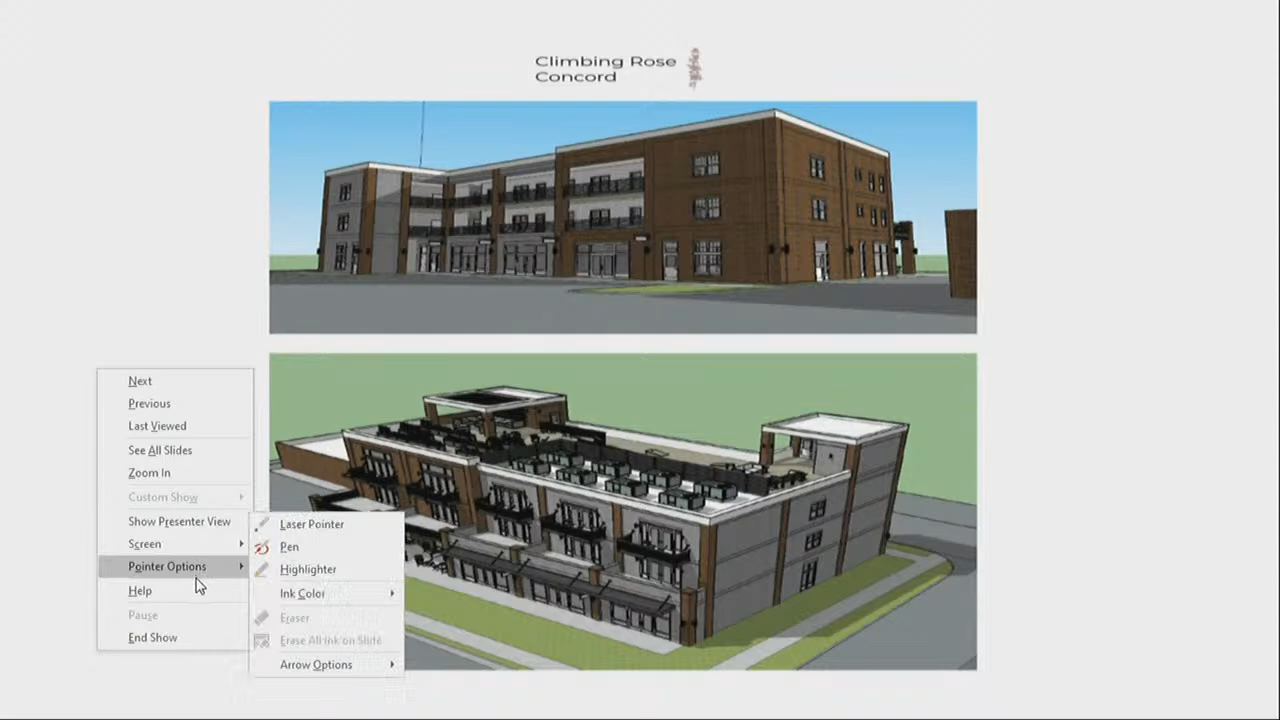 Climbing Rose
Concord
Next
Previous
Last Viewed
See All Slides
Zoom In
Custom Show
Show Presenter View
Screen
Pointer Options
Help
Pause
End Show
Laser Pointer
Pen
Highlighter
Ink Color
Eraser
Erase All Ink on Slide
Arrow Options